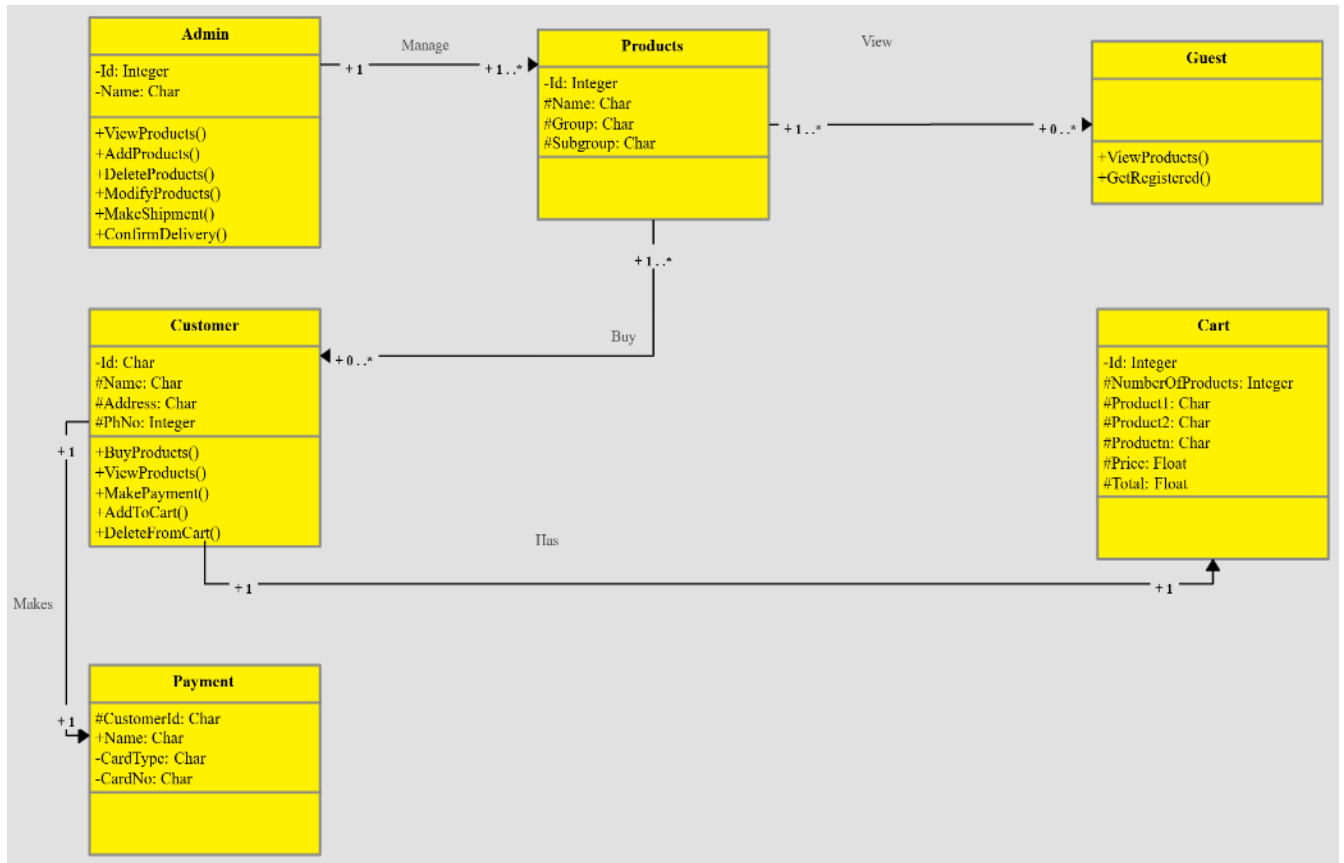 Admin
-Id: Integer
-Name: Char
+ViewProducts()
+AddProducts()
+DeleteProducts()
+ModifyProducts()
+MakeShipment()
+ConfirmDelivery()
Manage
+1
+1..*
Products
-Id: Integer
#Name: Char
#Group: Char
#Subgroup: Char
View
+1..*
+0..*
Guest
+ViewProducts()
+GetRegistered()
+1..*
Buy
+0..*
Customer
-Id: Char
#Name: Char
#Address: Char
#PhNo: Integer
+BuyProducts()
+ViewProducts()
+MakePayment()
+AddToCart()
+DeleteFromCart()
Cart
-Id: Integer
#NumberOfProducts: Integer
#Product1: Char
#Product2: Char
#Productn: Char
#Price: Float
#Total: Float
Has
+1
+1
+1
Makes
+1
Payment
#CustomerId: Char
+Name: Char
-CardType: Char
-CardNo: Char